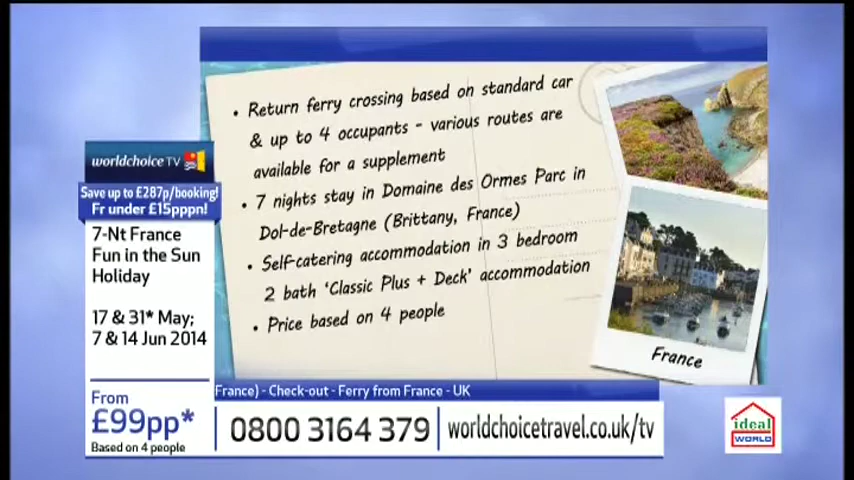 • Return ferry crossing based on standard car
& up to 4 occupants - various routes are
available for a supplement
• 7 nights stay in Domaine des Ormes Parc in
Dol-de-Bretagne (Brittany, France)
• Self-catering accommodation in 3 bedroom
2 bath 'Classic Plus + Deck' accommodation
• Price based on 4 people
France
worldchoice TV
Save up to £287p/booking!
Fr under £15pppn!
7-Nt France
Fun in the Sun
Holiday
17 & 31* May;
7 & 14 Jun 2014
From
£99pp*
Based on 4 people
France) - Check-out - Ferry from France - UK
0800 3164 379
worldchoicetravel.co.uk/tv
ideal
WORLD